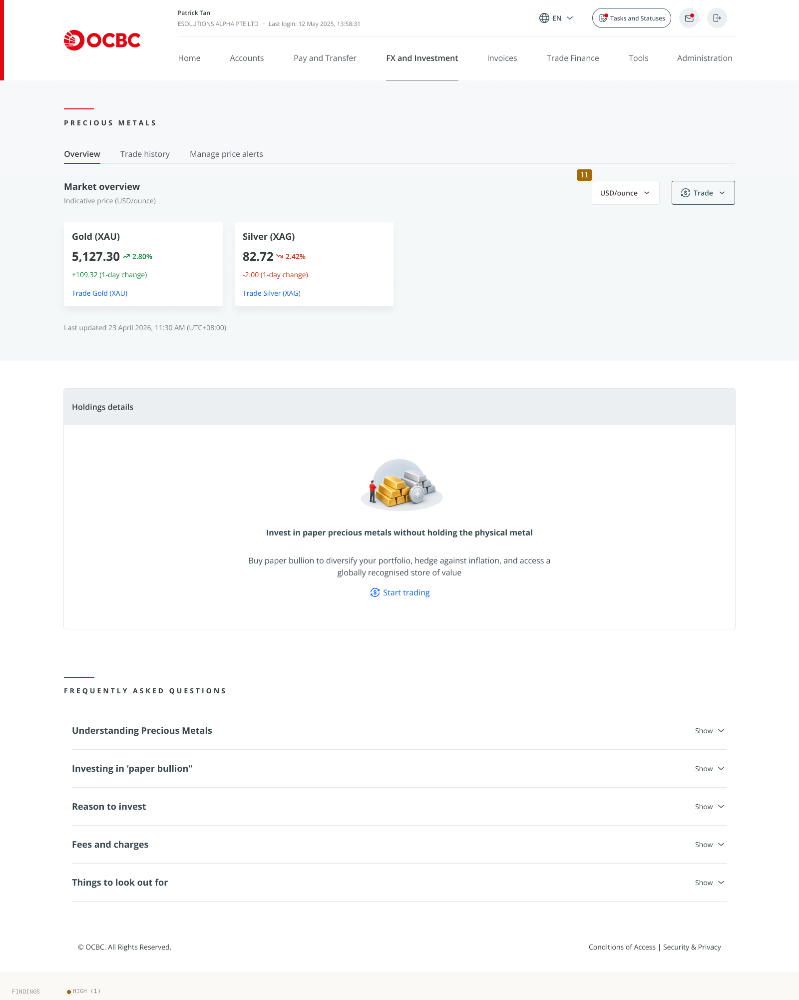 Patrick Tan
ESOLUTIONS ALPHA PTE LTD • Last login: 12 May 2025, 13:58:31
EN
Tasks and Statuses
OCBC
Home Accounts Pay and Transfer FX and Investment Invoices Trade Finance Tools Administration
PRECIOUS METALS
Overview Trade history Manage price alerts
11
Market overview
Indicative price (USD/ounce)
USD/ounce
Trade
Gold (XAU)
5,127.30 2.80%
+109.32 (1-day change)
Trade Gold (XAU)
Silver (XAG)
82.72 2.42%
-2.00 (1-day change)
Trade Silver (XAG)
Last updated 23 April 2026, 11:30 AM (UTC+08:00)
Holdings details
Invest in paper precious metals without holding the physical metal
Buy paper bullion to diversify your portfolio, hedge against inflation, and access a
globally recognised store of value
Start trading
FREQUENTLY ASKED QUESTIONS
Understanding Precious Metals Show
Investing in ‘paper bullion” Show
Reason to invest Show
Fees and charges Show
Things to look out for Show
© OCBC. All Rights Reserved.
Conditions of Access | Security & Privacy
FINDINGS HIGH (1)